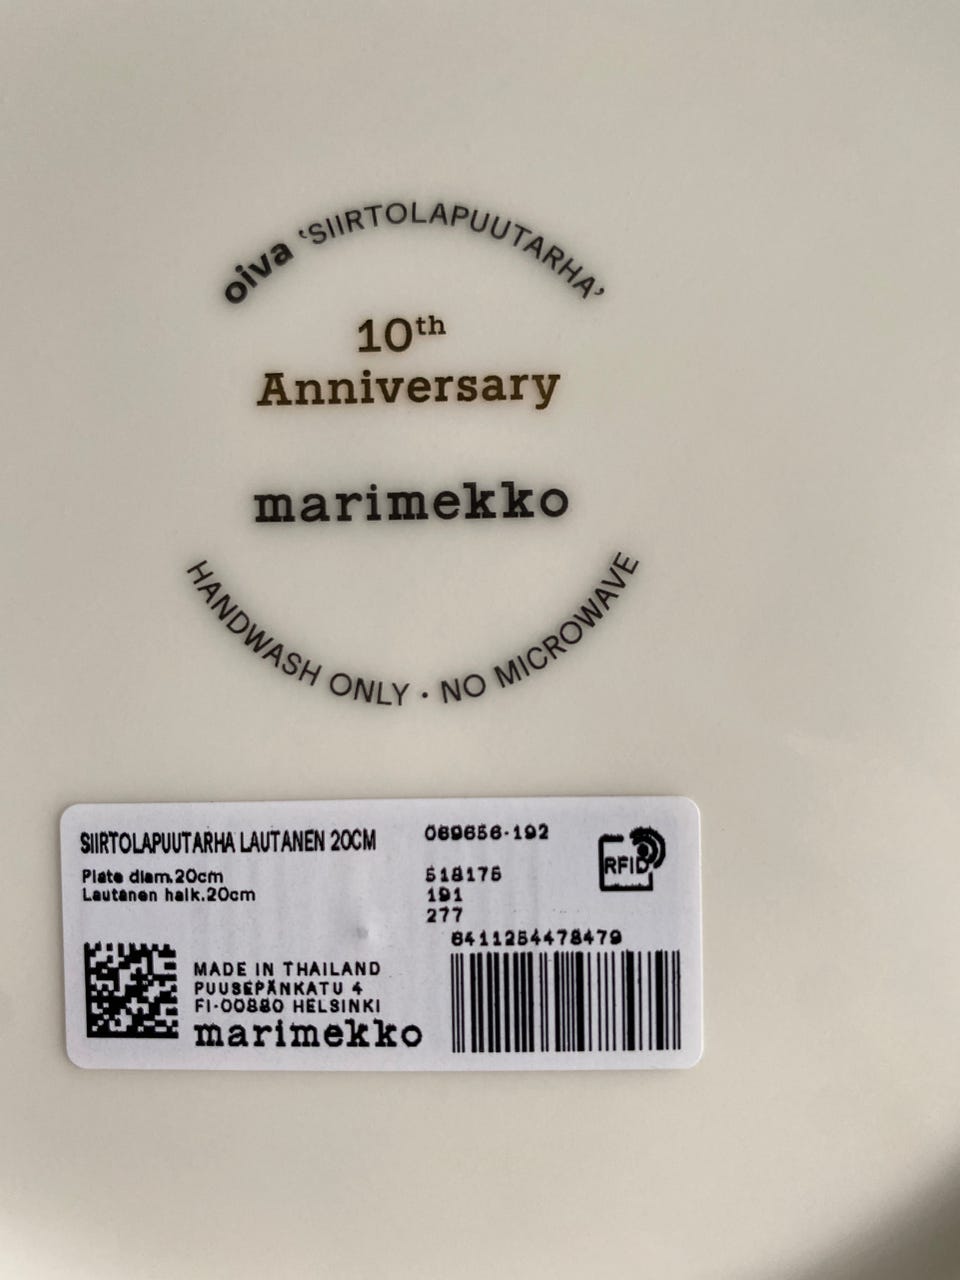 oiva ‘SIIRTOLAPUUTARHA’
10th
Anniversary
marimekko
HANDWASH ONLY · NO MICROWAVE
SIIRTOLAPUUTARHA LAUTANEN 20CM
Plate diam.20cm
Lautanen halk.20cm
069656-192
518175
191
277
RFID
6411254478479
MADE IN THAILAND
PUUSEPÄNKATU 4
FI-00880 HELSINKI
marimekko